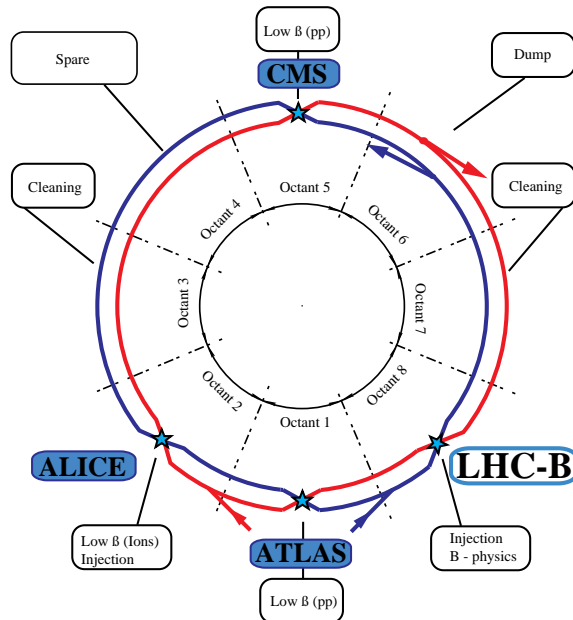 Low ß (pp)
CMS
Spare
Dump
Cleaning
Cleaning
Octant 5
Octant 4
Octant 6
Octant 3
Octant 7
Octant 2
Octant 8
Octant 1
ALICE
LHC-B
Low ß (Ions)
Injection
ATLAS
Injection
B - physics
Low ß (pp)